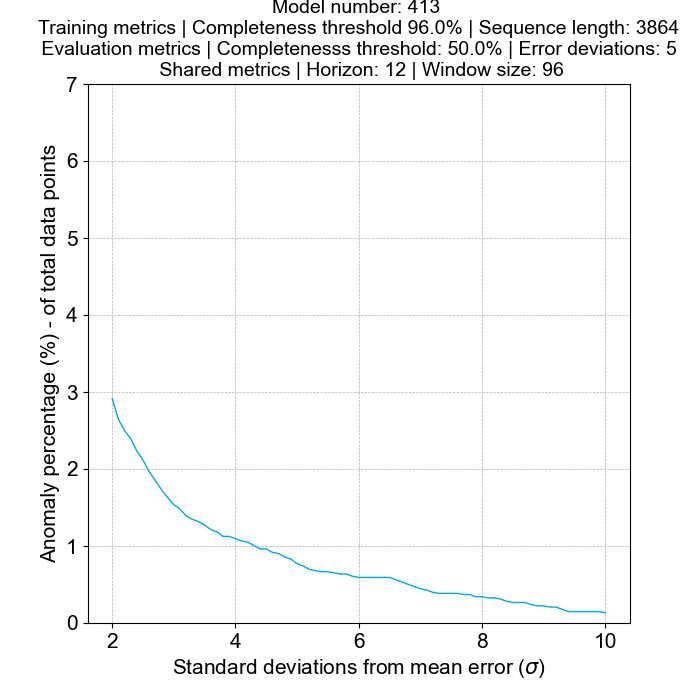 Model number: 413
Training metrics | Completeness threshold 96.0% | Sequence length: 3864
Evaluation metrics | Completenesss threshold: 50.0% | Error deviations: 5
Shared metrics | Horizon: 12 | Window size: 96
7
6
5
4
3
2
1
0
Anomaly percentage (%) - of total data points
2 4 6 8 10
Standard deviations from mean error (σ)